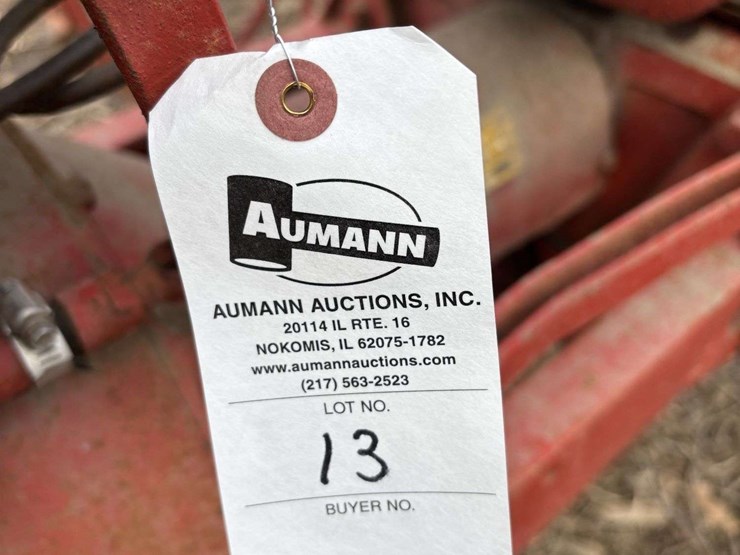 AUMANN
AUMANN AUCTIONS, INC.
20114 IL RTE. 16
NOKOMIS, IL 62075-1782
www.aumannauctions.com
(217) 563-2523
LOT NO.
13
BUYER NO.